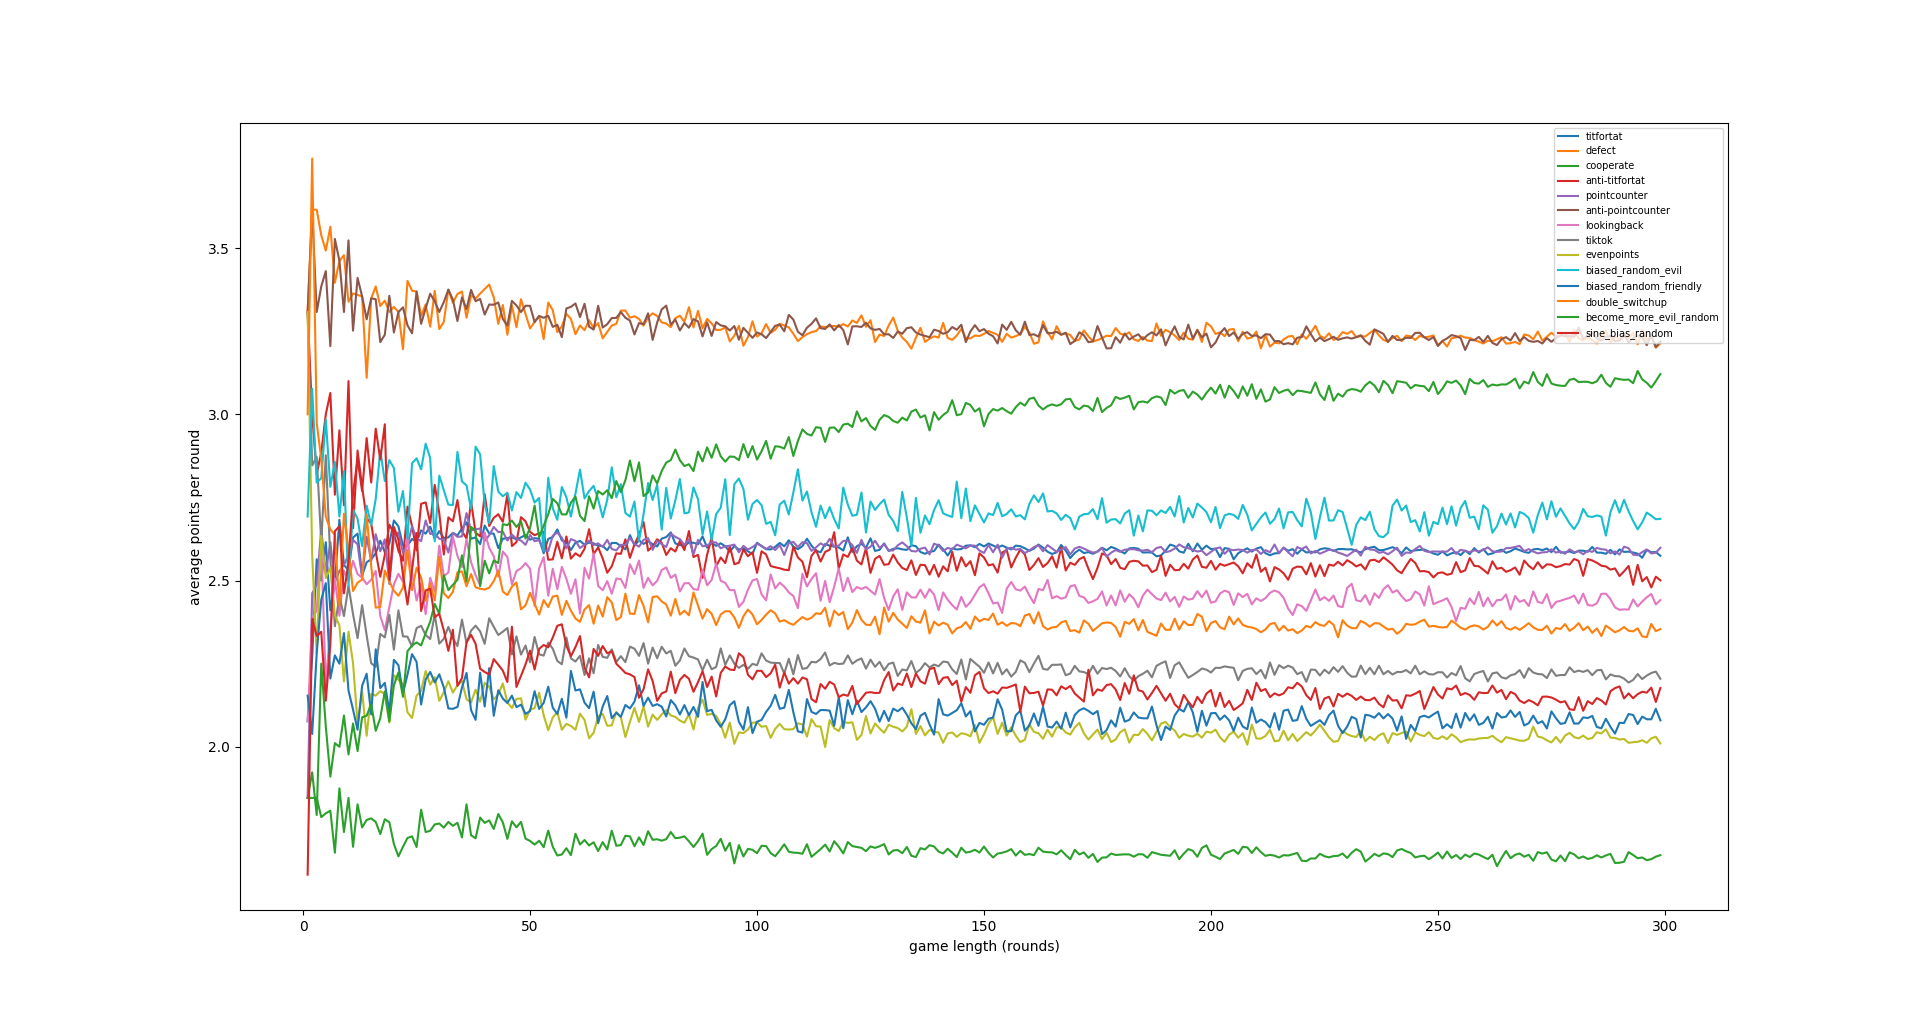 titfortat
defect
cooperate
anti-titfortat
pointcounter
anti-pointcounter
lookingback
tiktok
evenpoints
biased_random_evil
biased_random_friendly
double_switchup
become_more_evil_random
sine_bias_random
3.5
3.0
2.5
2.0
average points per round
0 50 100 150 200 250 300
game length (rounds)